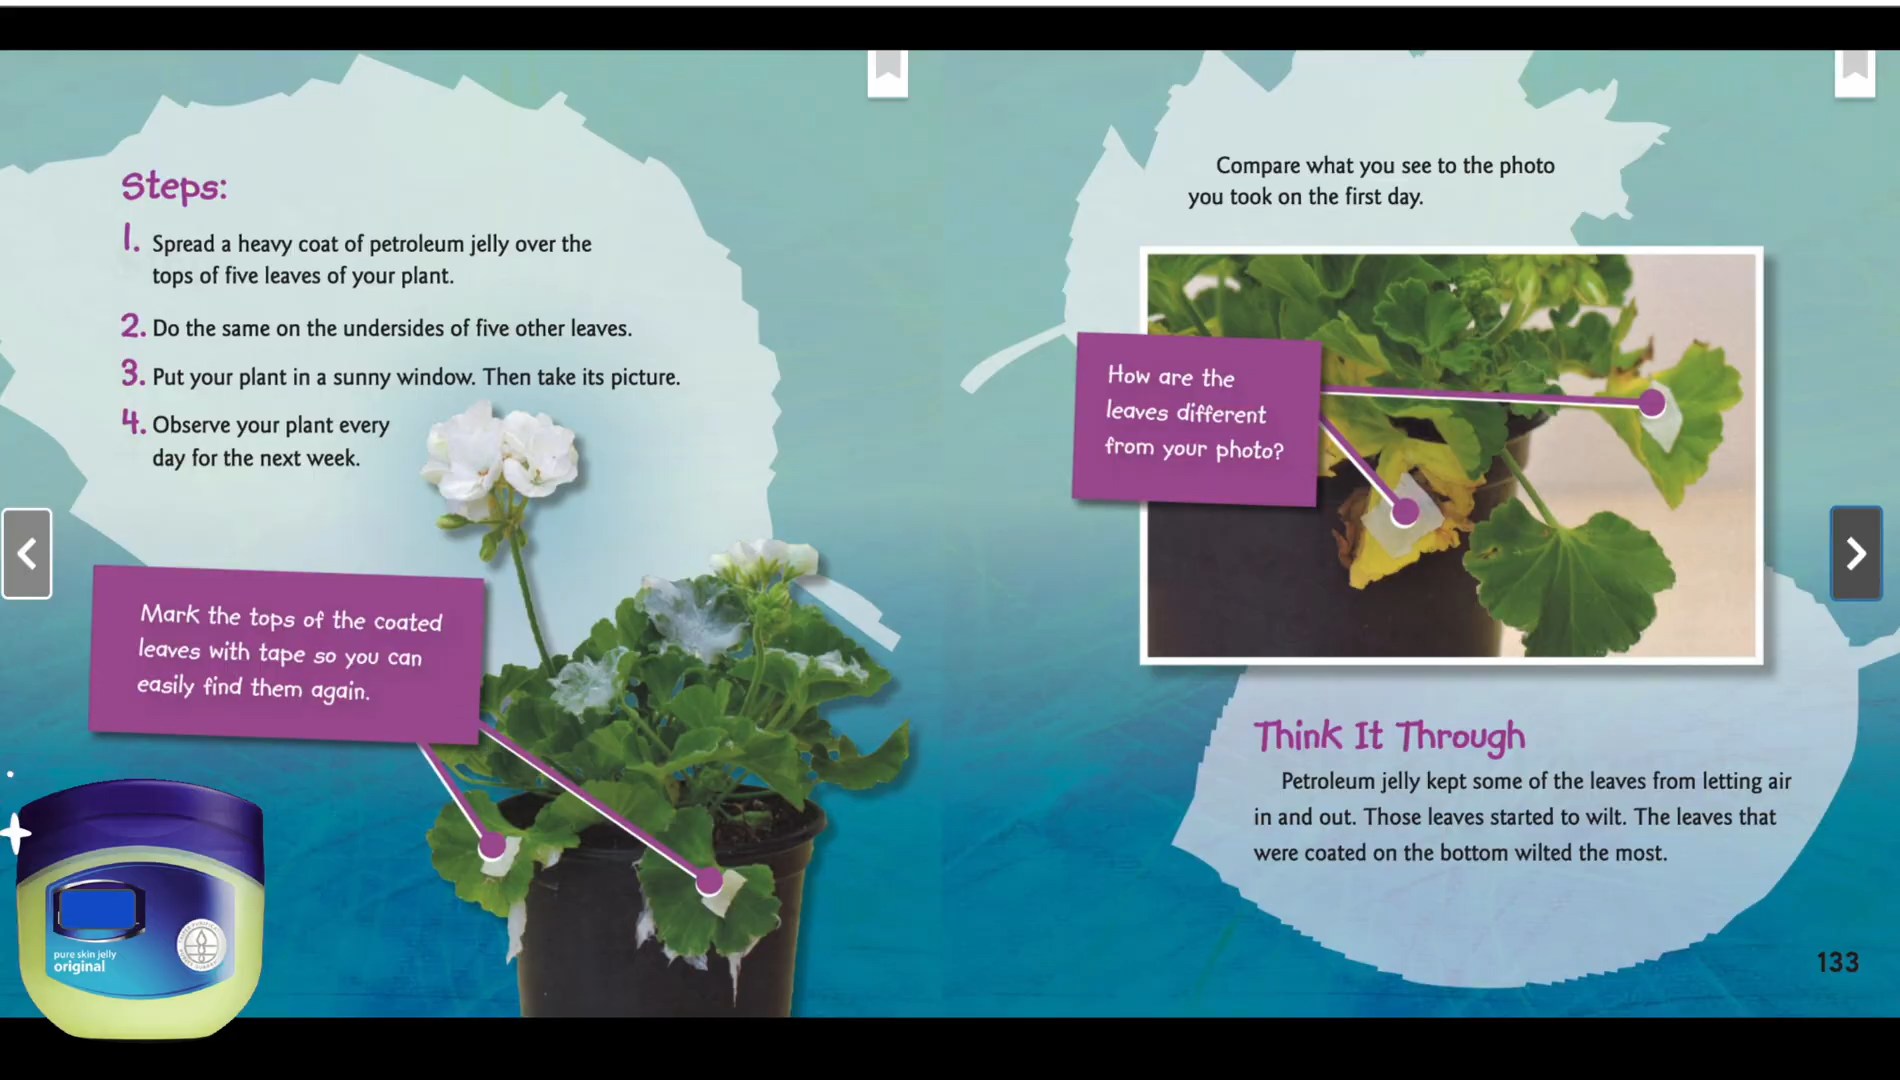 Steps:
1. Spread a heavy coat of petroleum jelly over the
tops of five leaves of your plant.
2. Do the same on the undersides of five other leaves.
3. Put your plant in a sunny window. Then take its picture.
4. Observe your plant every
day for the next week.
Mark the tops of the coated
leaves with tape so you can
easily find them again.
pure skin jelly
original
Compare what you see to the photo
you took on the first day.
How are the
leaves different
from your photo?
Think It Through
Petroleum jelly kept some of the leaves from letting air
in and out. Those leaves started to wilt. The leaves that
were coated on the bottom wilted the most.
133